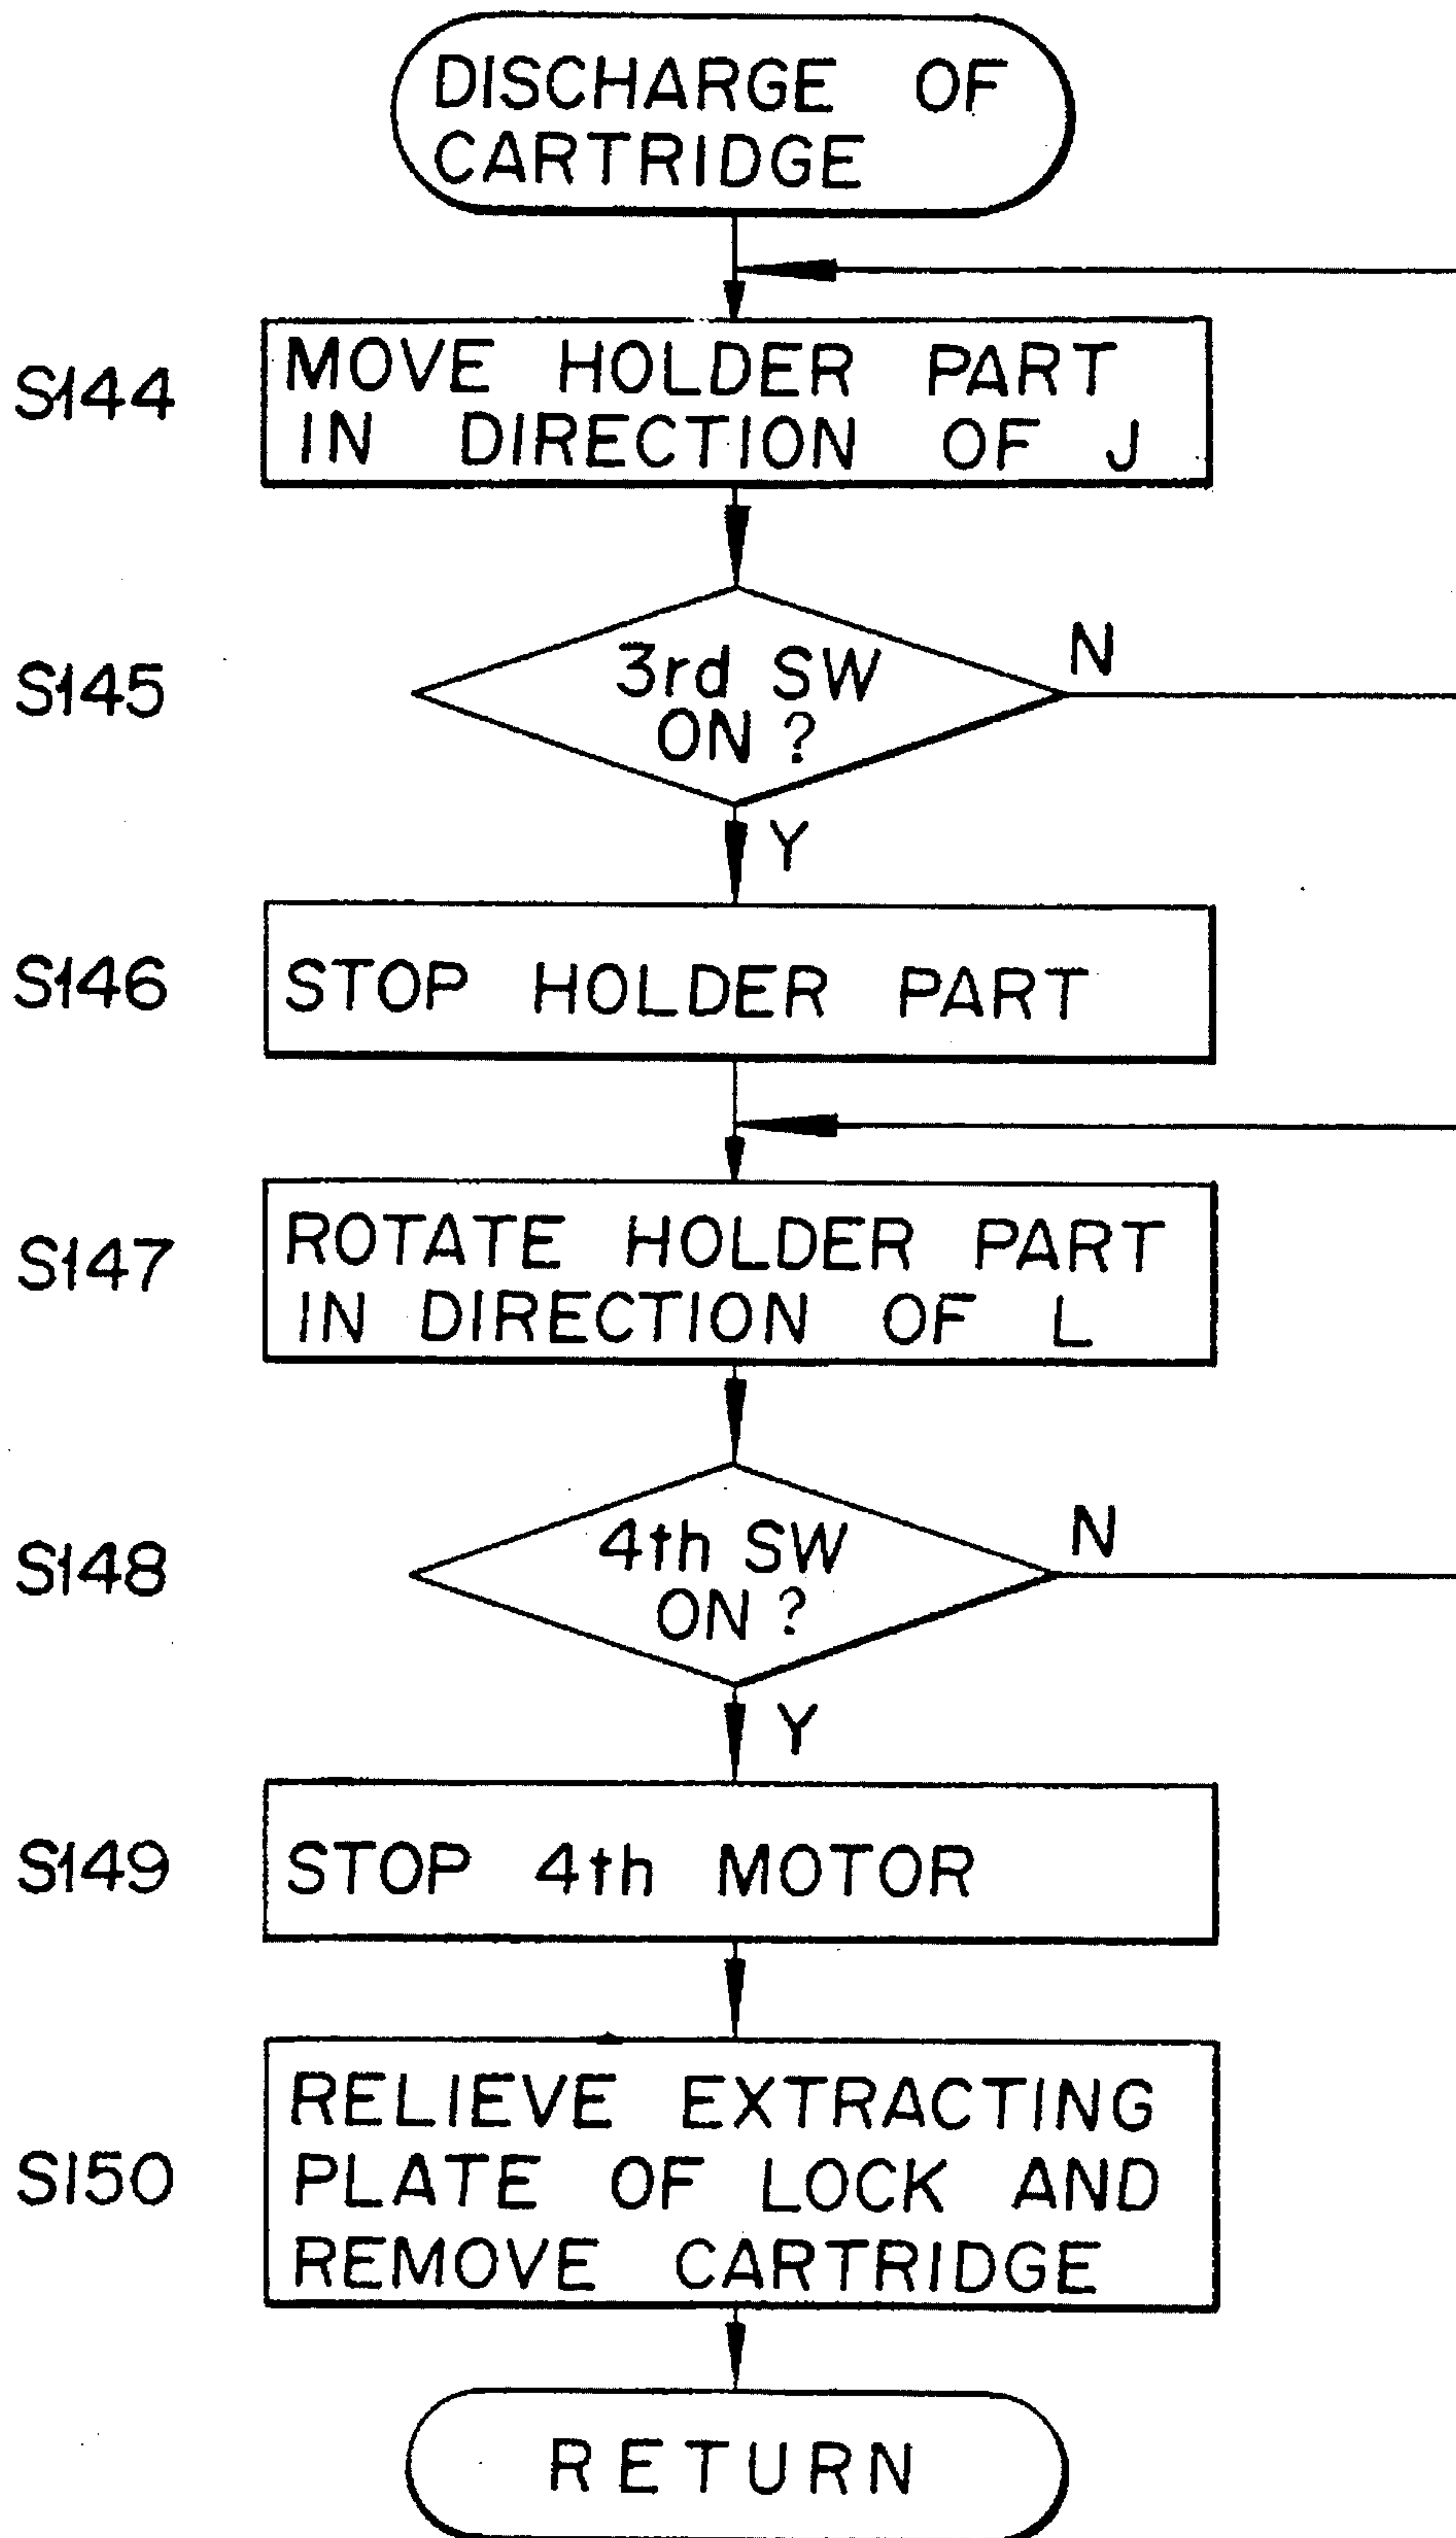 DISCHARGE OF
CARTRIDGE
S144
MOVE HOLDER PART
IN DIRECTION OF J
S145
3rd SW
ON ?
N
Y
S146
STOP HOLDER PART
S147
ROTATE HOLDER PART
IN DIRECTION OF L
S148
4th SW
ON ?
N
Y
S149
STOP 4th MOTOR
S150
RELIEVE EXTRACTING
PLATE OF LOCK AND
REMOVE CARTRIDGE
RETURN